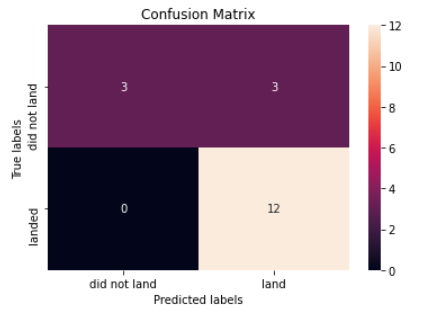 Confusion Matrix
True labels
did not land
landed
3
3
0
12
did not land
land
Predicted labels
12
10
8
6
4
2
0